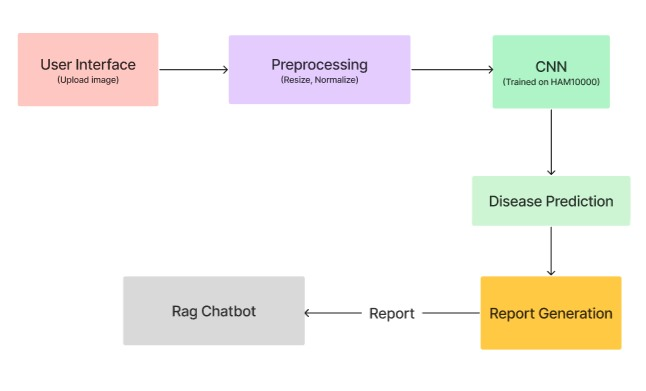 User Interface
(Upload image)
Preprocessing
(Resize, Normalize)
CNN
(Trained on HAM10000)
Disease Prediction
Rag Chatbot
Report
Report Generation